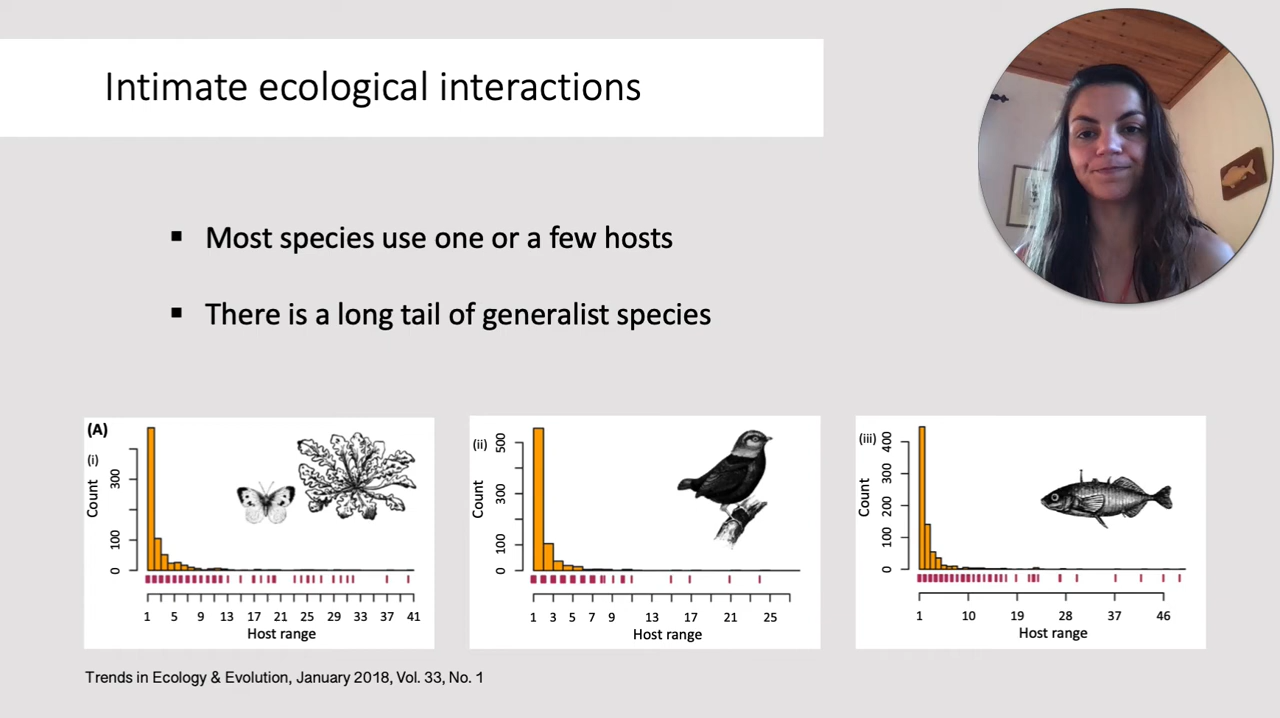 Intimate ecological interactions
▪ Most species use one or a few hosts
▪ There is a long tail of generalist species
(A)
(i)
Count
300
100
0
1 5 9 13 17 21 25 29 33 37 41
Host range
(ii)
Count
500
300
100
0
1 3 5 7 9 13 17 21 25
Host range
(iii)
Count
400
300
200
100
0
1 10 19 28 37 46
Host range
Trends in Ecology & Evolution, January 2018, Vol. 33, No. 1